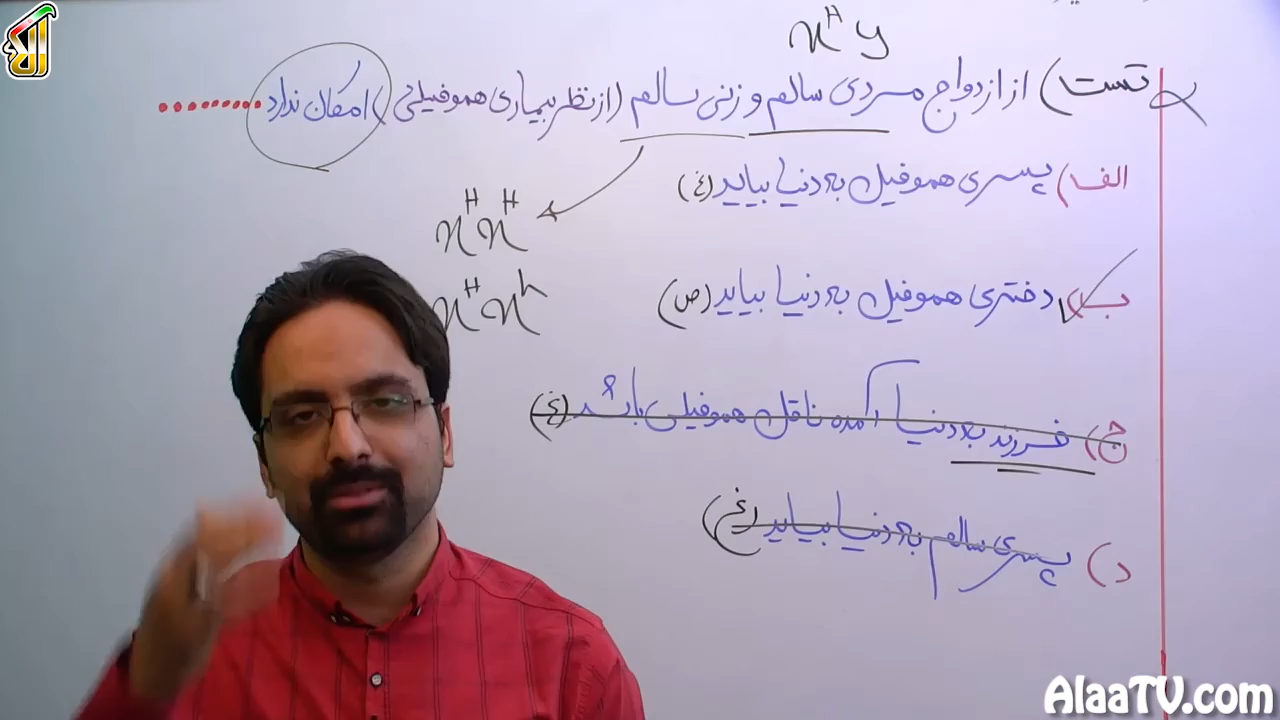 X^H Y
تست) از ازدواج مردی سالم و زنی سالم (از نظر بیماری هموفیلی) امکان ندارد.........
الف) پسری هموفیل به دنیا بیاید (غ)
X^H X^H
ب) دختری هموفیل به دنیا بیاید (ص)
X^H X^h
ج) فرزند به دنیا آمده ناقل هموفیلی باشد (غ)
د) پسری سالم به دنیا بیاید (غ)
AlaaTV.com